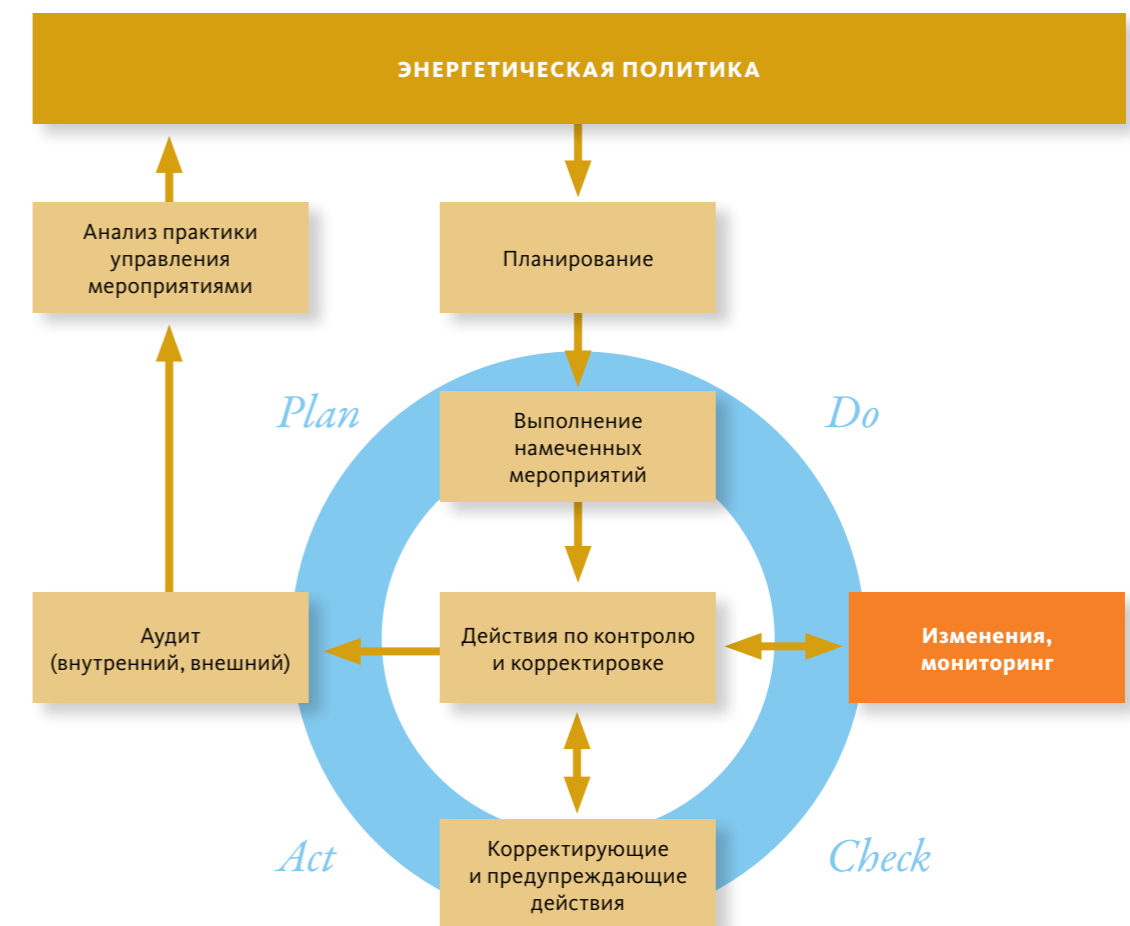 ЭНЕРГЕТИЧЕСКАЯ ПОЛИТИКА
Анализ практики
управления
мероприятиями
Планирование
Plan
Do
Выполнение
намеченных
мероприятий
Аудит
(внутренний, внешний)
Действия по контролю
и корректировке
Изменения,
мониторинг
Act
Check
Корректирующие
и предупреждающие
действия